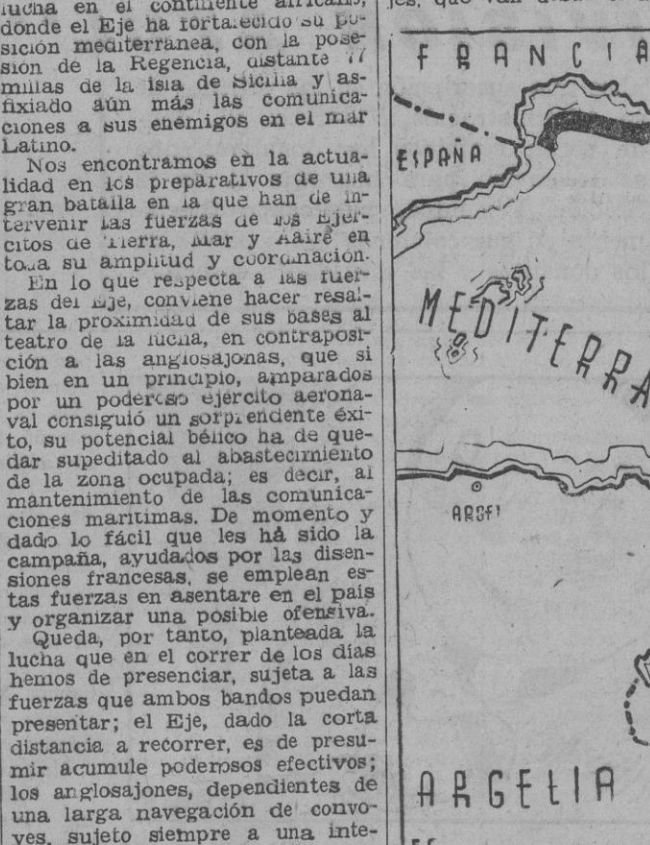 lucha en el continente africano,
donde el Eje ha fortalecido su po-
sición mediterránea, con la pose-
sión de la Regencia, distante 77
millas de la isla de Sicilia y as-
fixiado aún más las comunica-
ciones a sus enemigos en el mar
Latino.
Nos encontramos en la actua-
lidad en los preparativos de una
gran batalla en la que han de in-
tervenir las fuerzas de los Ejér-
citos de Tierra, Mar y Aaire en
toda su amplitud y coordinación.
En lo que respecta a las fuer-
zas del Eje, conviene hacer resal-
tar la proximidad de sus bases al
teatro de la lucha, en contraposi-
ción a las anglosajonas, que si
bien en un principio, amparados
por un poderoso ejército aerona-
val consiguió un sorprendente éxi-
to, su potencial bélico ha de que-
dar supeditado al abastecimiento
de la zona ocupada; es decir, al
mantenimiento de las comunica-
ciones marítimas. De momento y
dado lo fácil que les há sido la
campaña, ayudados por las disen-
siones francesas, se emplean es-
tas fuerzas en asentare en el país
y organizar una posible ofensiva.
Queda, por tanto, planteada la
lucha que en el correr de los días
hemos de presenciar, sujeta a las
fuerzas que ambos bandos puedan
presentar; el Eje, dado la corta
distancia a recorrer, es de presu-
mir acumule poderosos efectivos;
los anglosajones, dependientes de
una larga navegación de convo-
yes, sujeto siempre a una inte-
FRANCIA
ESPAÑA
MEDITERRA
ARGEL
ARGELIA